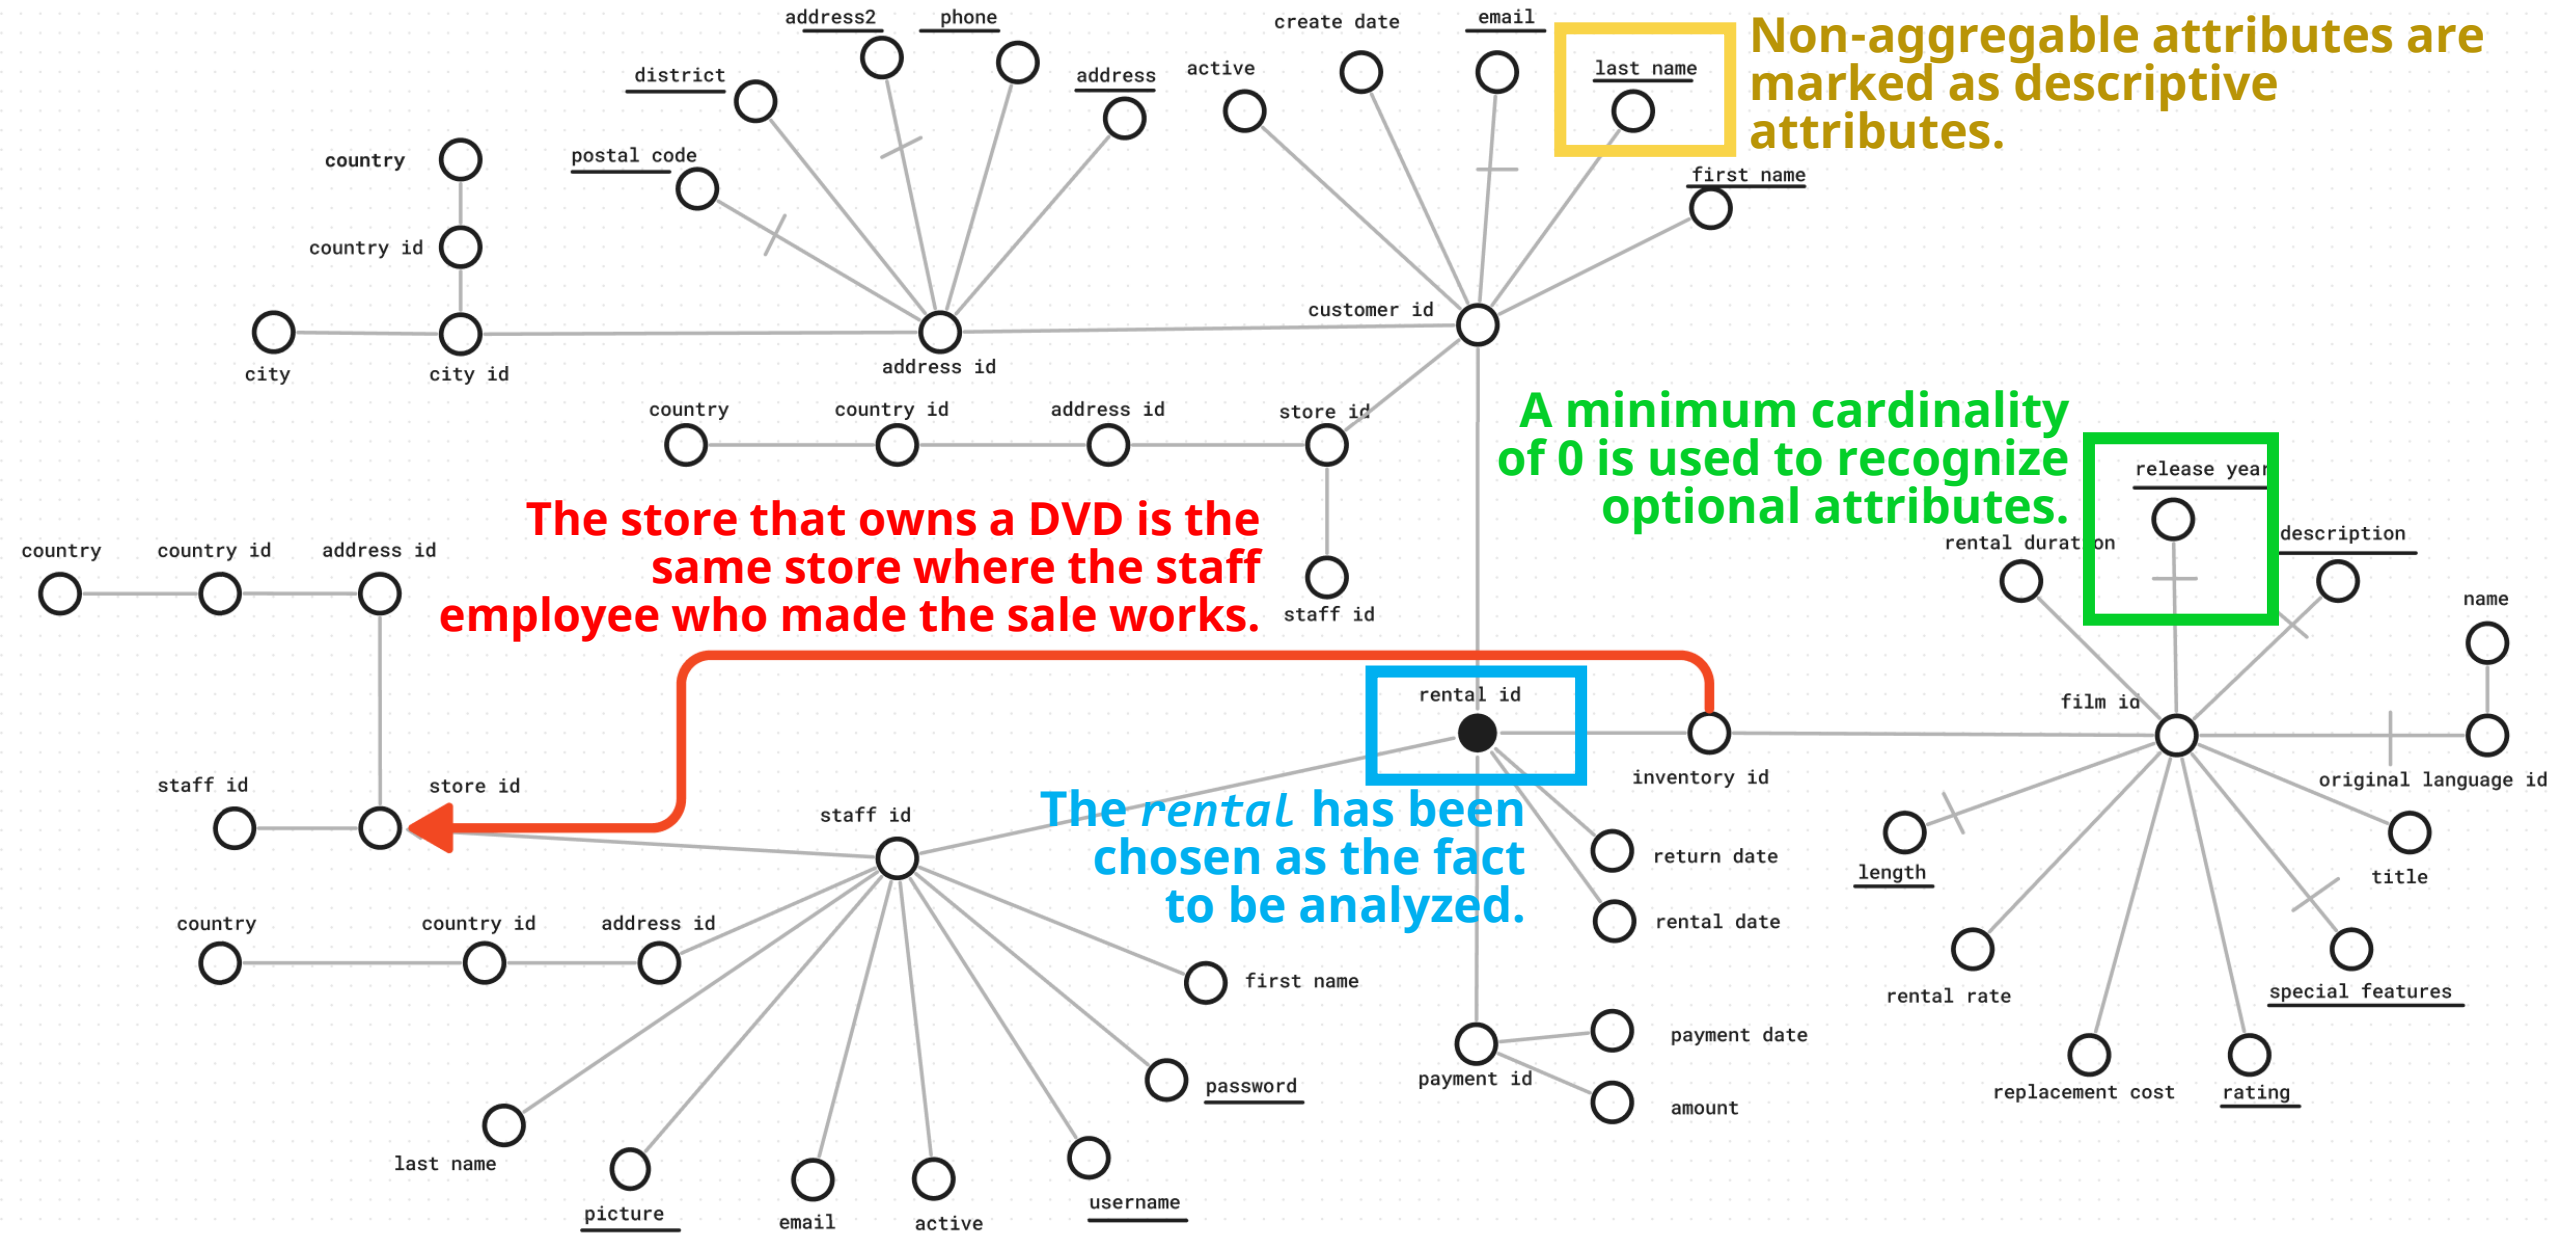 address2
phone
create date
email
Non-aggregable attributes are
marked as descriptive
attributes.
district
address
active
last name
postal code
country
first name
country id
customer id
city
city id
address id
country
country id
address id
store id
A minimum cardinality
of 0 is used to recognize
optional attributes.
release year
rental duration
description
The store that owns a DVD is the
same store where the staff
employee who made the sale works.
country
country id
address id
staff id
name
rental id
film id
inventory id
original language id
staff id
store id
staff id
The rental has been
chosen as the fact
to be analyzed.
return date
length
title
rental date
country
country id
address id
first name
rental rate
special features
payment date
password
payment id
replacement cost
rating
amount
last name
picture
email
active
username